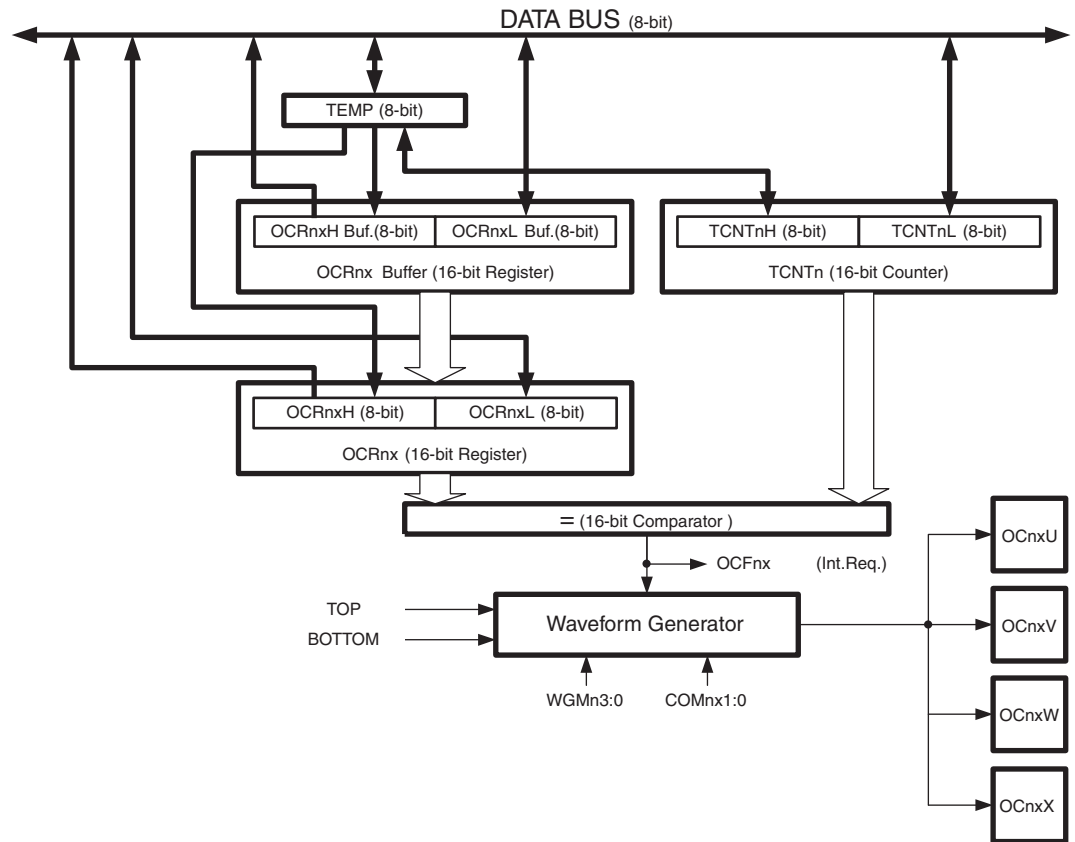 DATA BUS (8-bit)
TEMP (8-bit)
OCRnxH Buf.(8-bit) OCRnxL Buf.(8-bit) TCNTnH (8-bit) TCNTnL (8-bit)
OCRnx Buffer (16-bit Register) TCNTn (16-bit Counter)
OCRnxH (8-bit) OCRnxL (8-bit)
OCRnx (16-bit Register)
= (16-bit Comparator )
OCFnx (Int.Req.)
OCnxU
TOP
BOTTOM
Waveform Generator
OCnxV
WGMn3:0 COMnx1:0
OCnxW
OCnxX